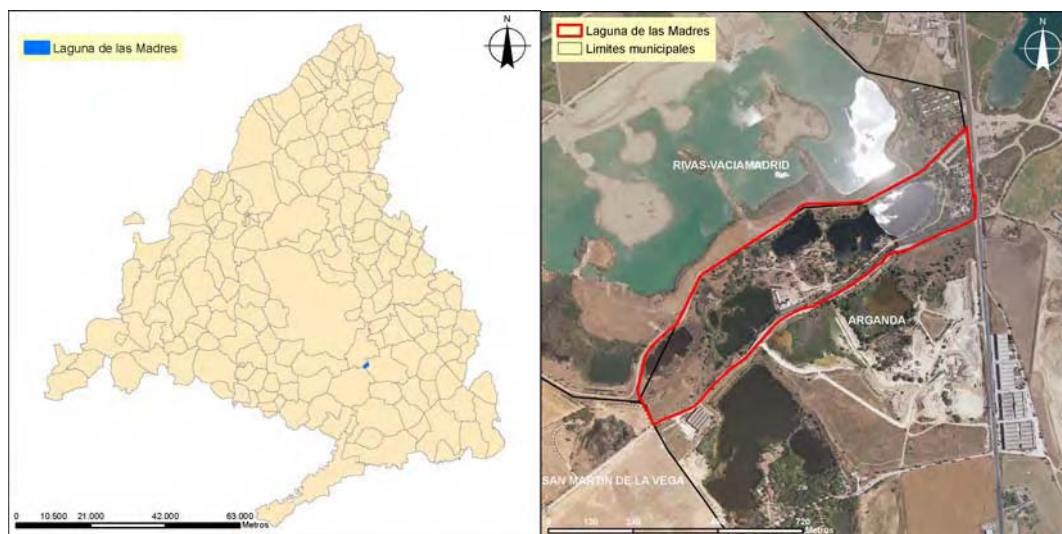 Laguna de las Madres
N
0 10.500 21.000 42.000 63.000
Metros
Laguna de las Madres
Limites municipales
N
RIVAS-VACIAMADRID
ARGANDA
SAN MARTIN DE LA VEGA
720
Metros